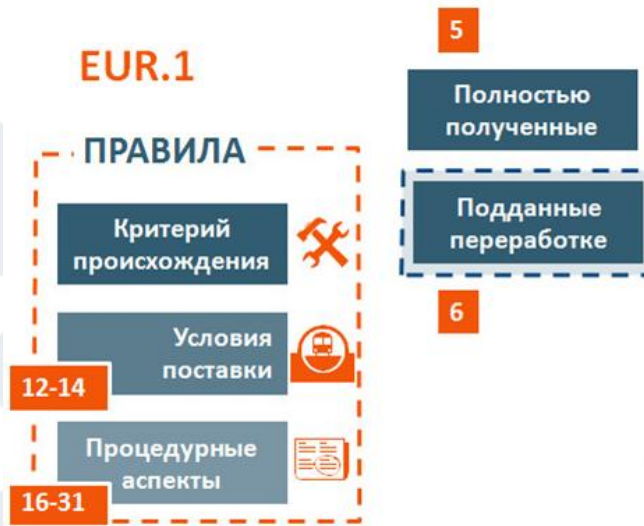 EUR.1
ПРАВИЛА
Критерий
происхождения
Условия
поставки
12-14
Процедурные
аспекты
16-31
5
Полностью
полученные
Подданные
переработке
6